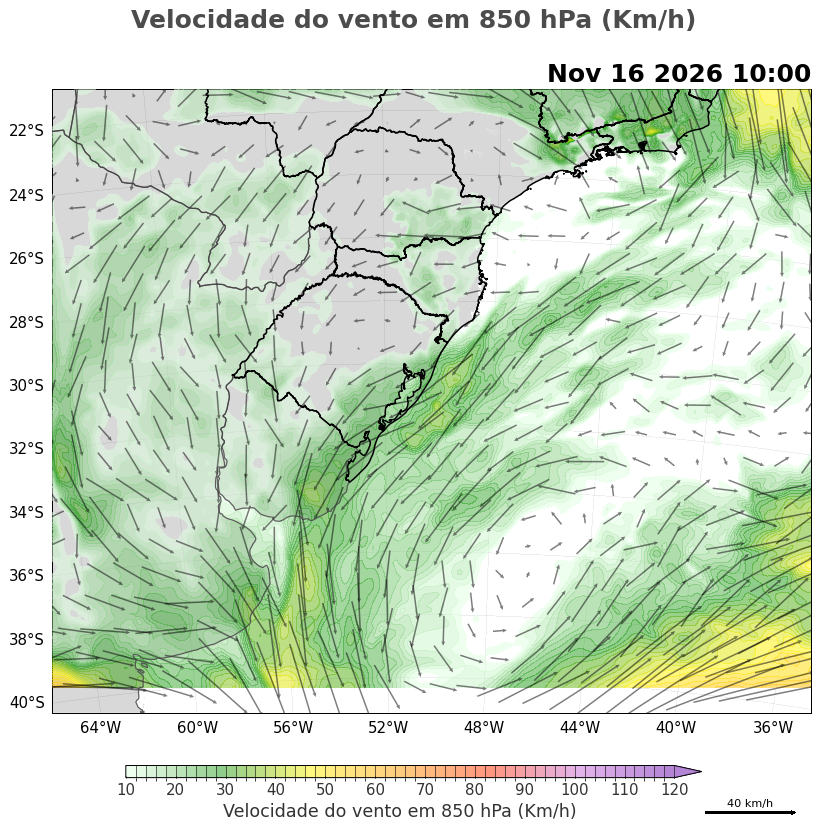 Velocidade do vento em 850 hPa (Km/h)
Nov 16 2026 10:00
22°S
24°S
26°S
28°S
30°S
32°S
34°S
36°S
38°S
40°S
64°W 60°W 56°W 52°W 48°W 44°W 40°W 36°W
10 20 30 40 50 60 70 80 90 100 110 120
Velocidade do vento em 850 hPa (Km/h)
40 km/h